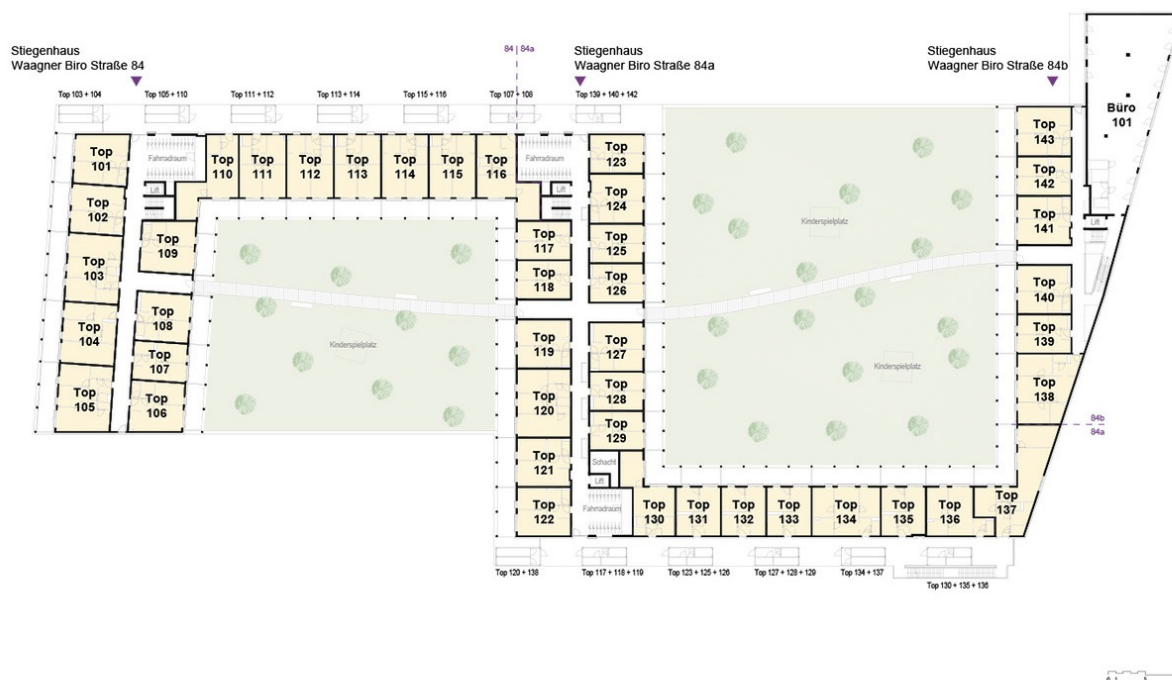 Stiegenhaus
Waagner Biro Straße 84
84 | 84a
Stiegenhaus
Waagner Biro Straße 84a
Stiegenhaus
Waagner Biro Straße 84b
Top 103 + 104
Top 105 + 110
Top 111 + 112
Top 113 + 114
Top 115 + 116
Top 107 + 108
Top 139 + 140 + 142
Büro
101
Top
101
Fahrradraum
Lift
Top
110
Top
111
Top
112
Top
113
Top
114
Top
115
Top
116
Fahrradraum
Lift
Top
123
Top
143
Top
102
Top
124
Top
142
Kinderspielplatz
Top
141
Lift
Top
103
Top
109
Top
117
Top
125
Top
118
Top
126
Top
104
Top
108
Top
140
Top
107
Kinderspielplatz
Top
119
Top
127
Top
139
Kinderspielplatz
Top
105
Top
106
Top
120
Top
128
Top
138
Top
129
84b
84a
Top
121
Schacht
Lift
Top
122
Fahrradraum
Top
130
Top
131
Top
132
Top
133
Top
134
Top
135
Top
136
Top
137
Top 120 + 138
Top 117 + 118 + 119
Top 123 + 125 + 126
Top 127 + 128 + 129
Top 134 + 137
Top 130 + 135 + 136